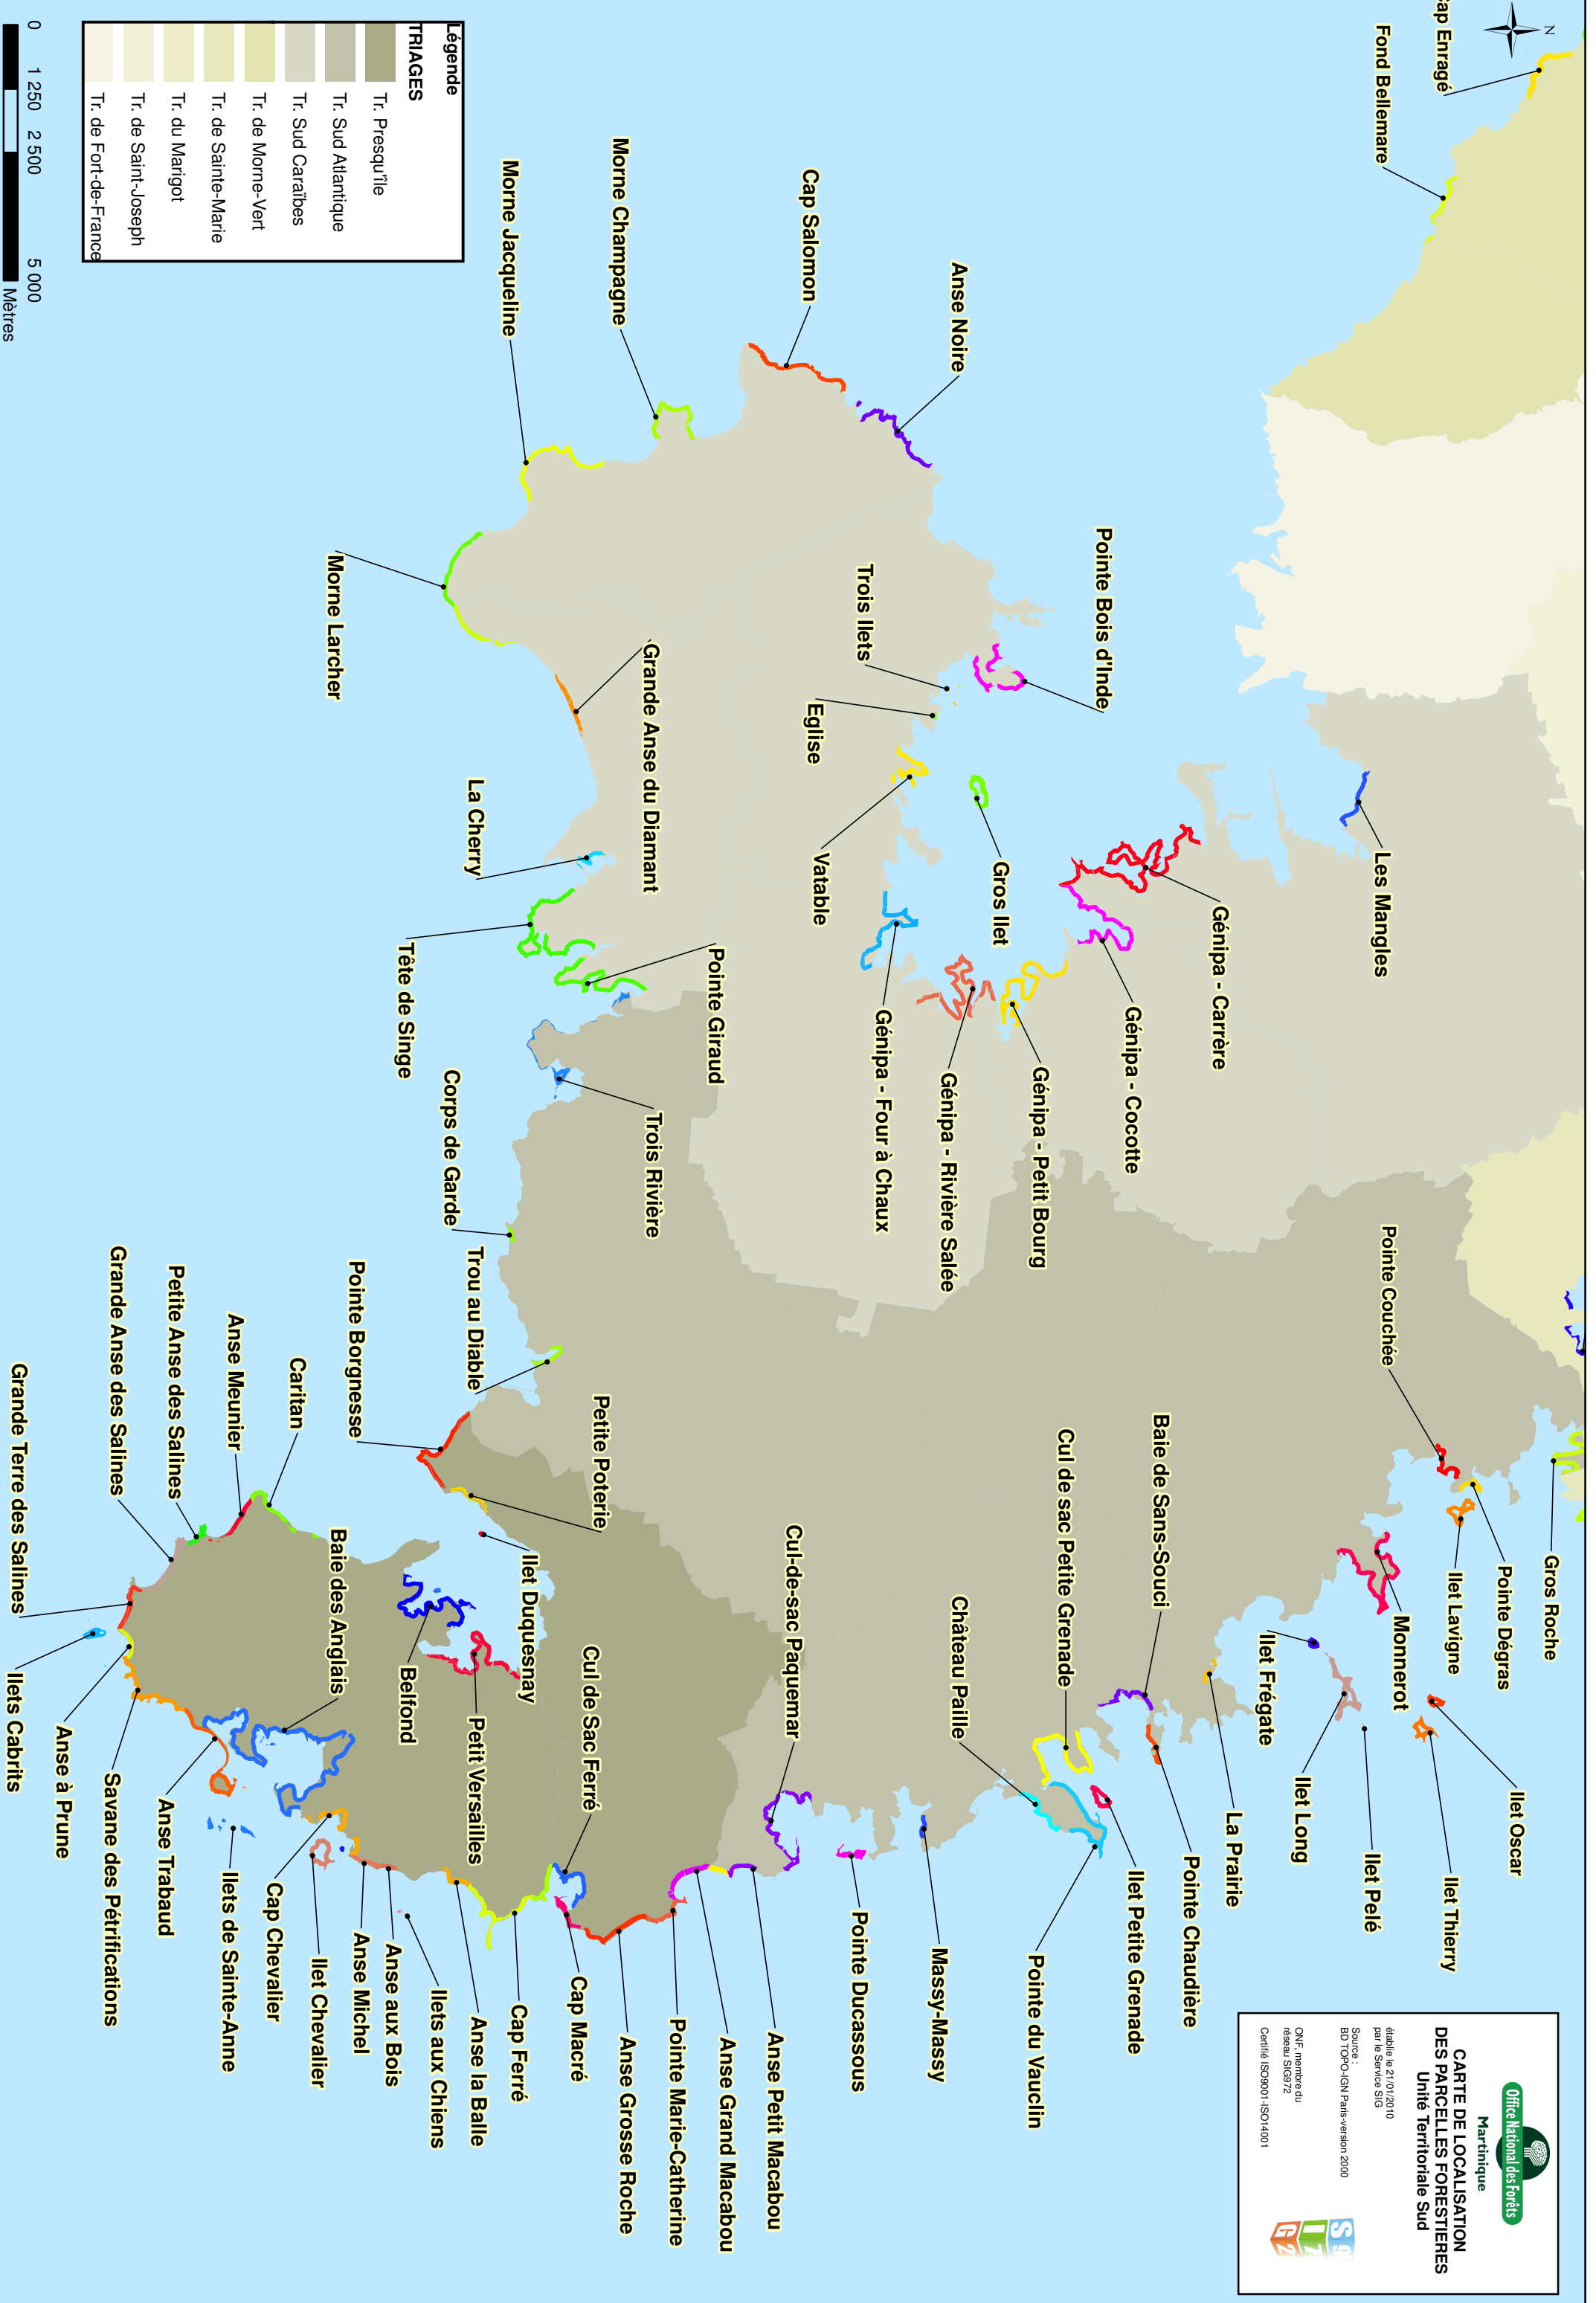 N
Cap Enragé
Fond Bellemare
Anse Noire
Cap Salomon
Morne Champagne
Morne Jacqueline
Morne Larcher
Pointe Bois d'Inde
Trois Ilets
Eglise
Vatable
Gros Ilet
Les Mangles
Génipa - Carrère
Génipa - Cocotte
Génipa - Petit Bourg
Génipa - Rivière Salée
Génipa - Four à Chaux
Grande Anse du Diamant
La Cherry
Tête de Singe
Pointe Giraud
Trois Rivière
Corps de Garde
Trou au Diable
Pointe Borgnesse
Petite Poterie
Ilet Duquesnay
Caritan
Anse Meunier
Petite Anse des Salines
Grande Anse des Salines
Grande Terre des Salines
Ilets Cabrits
Anse à Prune
Savane des Pétrifications
Anse Trabaud
Baie des Anglais
Ilets de Sainte-Anne
Cap Chevalier
Ilet Chevalier
Anse Michel
Anse aux Bois
Ilets aux Chiens
Belfond
Petit Versailles
Anse la Balle
Cap Ferré
Cul de Sac Ferré
Cap Macré
Anse Grosse Roche
Pointe Marie-Catherine
Anse Grand Macabou
Anse Petit Macabou
Cul-de-sac Paquemar
Pointe Ducassous
Massy-Massy
Château Paille
Pointe du Vauclin
Cul de sac Petite Grenade
Ilet Petite Grenade
Baie de Sans-Souci
Pointe Chaudière
La Prairie
Ilet Frégate
Ilet Long
Ilet Pelé
Monnerot
Ilet Thierry
Ilet Oscar
Ilet Lavigne
Pointe Dégras
Pointe Couchée
Gros Roche
Légende
TRIAGES
Tr. Presqu'île
Tr. Sud Atlantique
Tr. Sud Caraïbes
Tr. de Morne-Vert
Tr. de Sainte-Marie
Tr. du Marigot
Tr. de Saint-Joseph
Tr. de Fort-de-France
0 1 250 2 500 5 000
Mètres
Office National des Forêts
Martinique
CARTE DE LOCALISATION
DES PARCELLES FORESTIERES
Unité Territoriale Sud
établie le 21/01/2010
par le Service SIG
Source :
BD TOPO-IGN Paris-version 2000
ONF, membre du
réseau SIG972
Certifié ISO9001-ISO14001